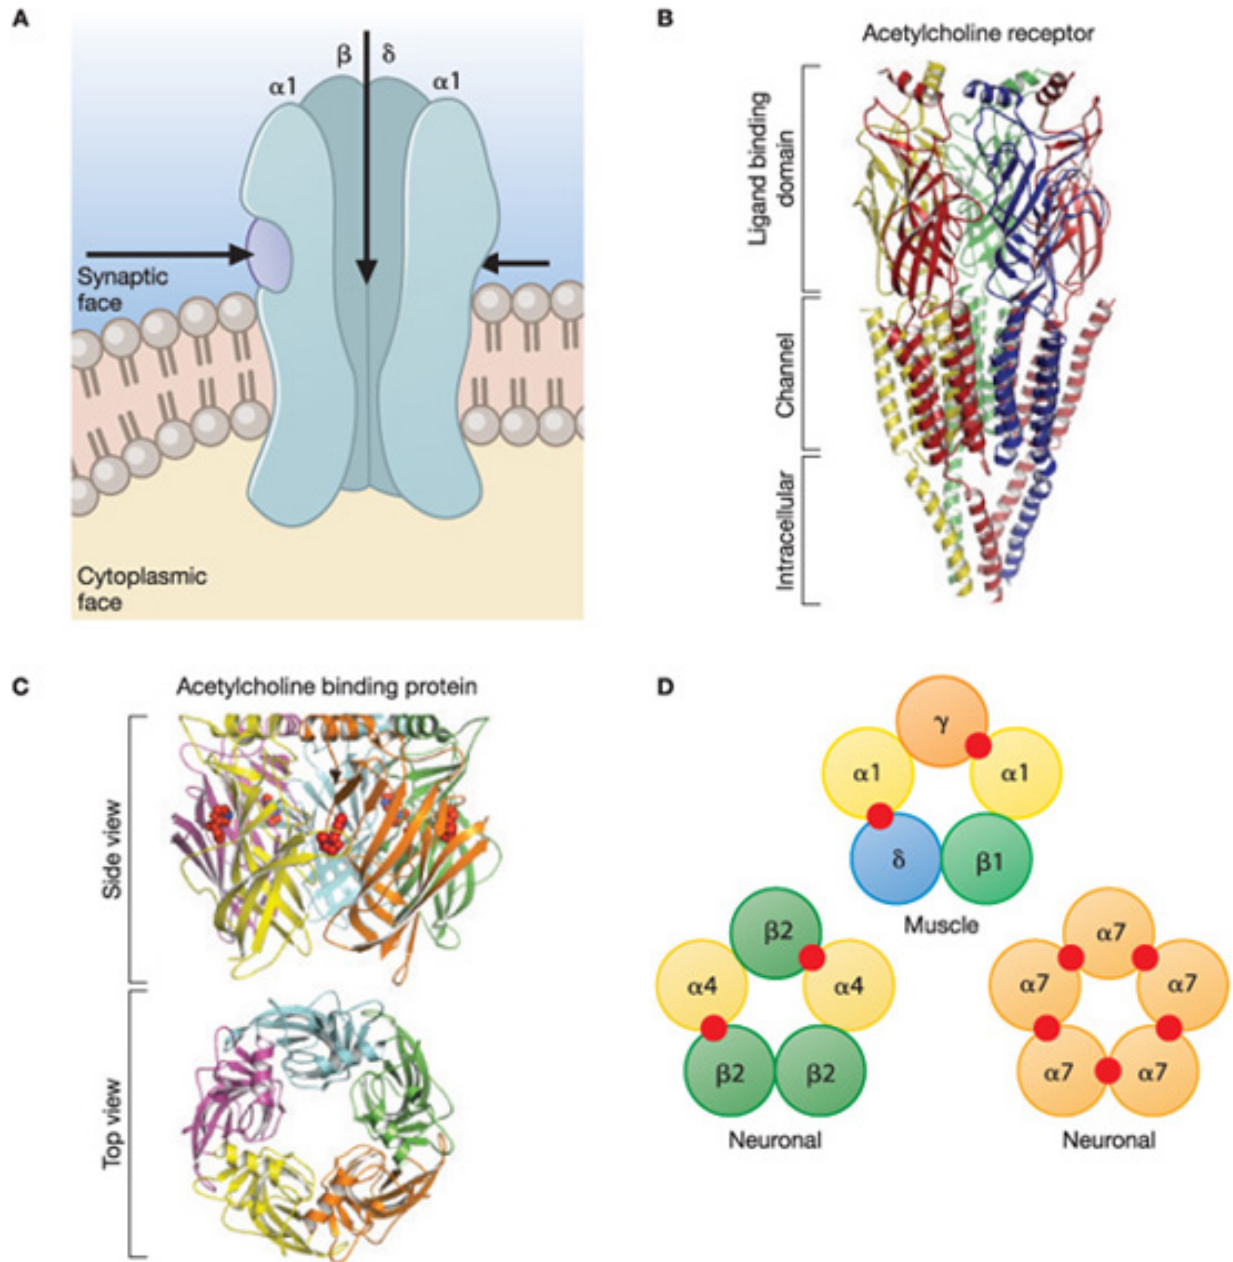 A
β δ
α1 α1
Synaptic
face
Cytoplasmic
face
B
Acetylcholine receptor
Ligand binding
domain
Channel
Intracellular
C
Acetylcholine binding protein
Side view
Top view
D
γ
α1 α1
δ β1
Muscle
β2
α4 α4
β2 β2
Neuronal
α7
α7 α7
α7 α7
Neuronal